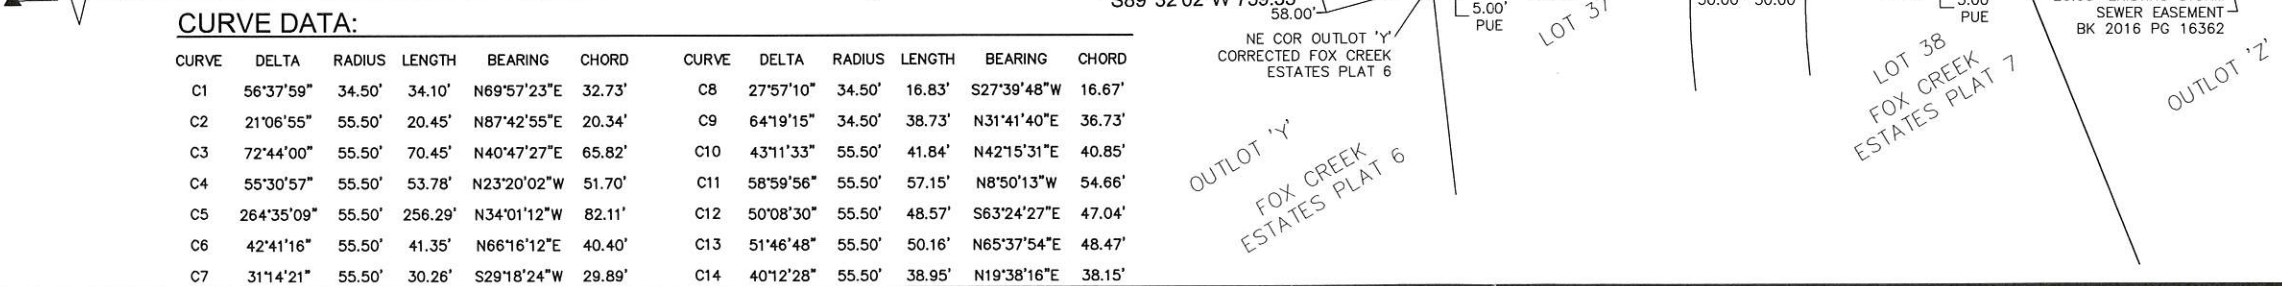 CURVE DATA:
CURVE DELTA RADIUS LENGTH BEARING CHORD CURVE DELTA RADIUS LENGTH BEARING CHORD
C1 56°37'59" 34.50' 34.10' N69°57'23"E 32.73' C8 27°57'10" 34.50' 16.83' S27°39'48"W 16.67'
C2 21°06'55" 55.50' 20.45' N87°42'55"E 20.34' C9 64°19'15" 34.50' 38.73' N31°41'40"E 36.73'
C3 72°44'00" 55.50' 70.45' N40°47'27"E 65.82' C10 43°11'33" 55.50' 41.84' N42°15'31"E 40.85'
C4 55°30'57" 55.50' 53.78' N23°20'02"W 51.70' C11 58°59'56" 55.50' 57.15' N8°50'13"W 54.66'
C5 264°35'09" 55.50' 256.29' N34°01'12"W 82.11' C12 50°08'30" 55.50' 48.57' S63°24'27"E 47.04'
C6 42°41'16" 55.50' 41.35' N66°16'12"E 40.40' C13 51°46'48" 55.50' 50.16' N65°37'54"E 48.47'
C7 31°14'21" 55.50' 30.26' S29°18'24"W 29.89' C14 40°12'28" 55.50' 38.95' N19°38'16"E 38.15'
58.00'
NE COR OUTLOT 'Y'
CORRECTED FOX CREEK
ESTATES PLAT 6
5.00'
PUE
LOT 37
OUTLOT 'Y'
FOX CREEK
ESTATES PLAT 6
PUE
LOT 38
FOX CREEK
ESTATES PLAT 7
SEWER EASEMENT
BK 2016 PG 16362
OUTLOT 'Z'